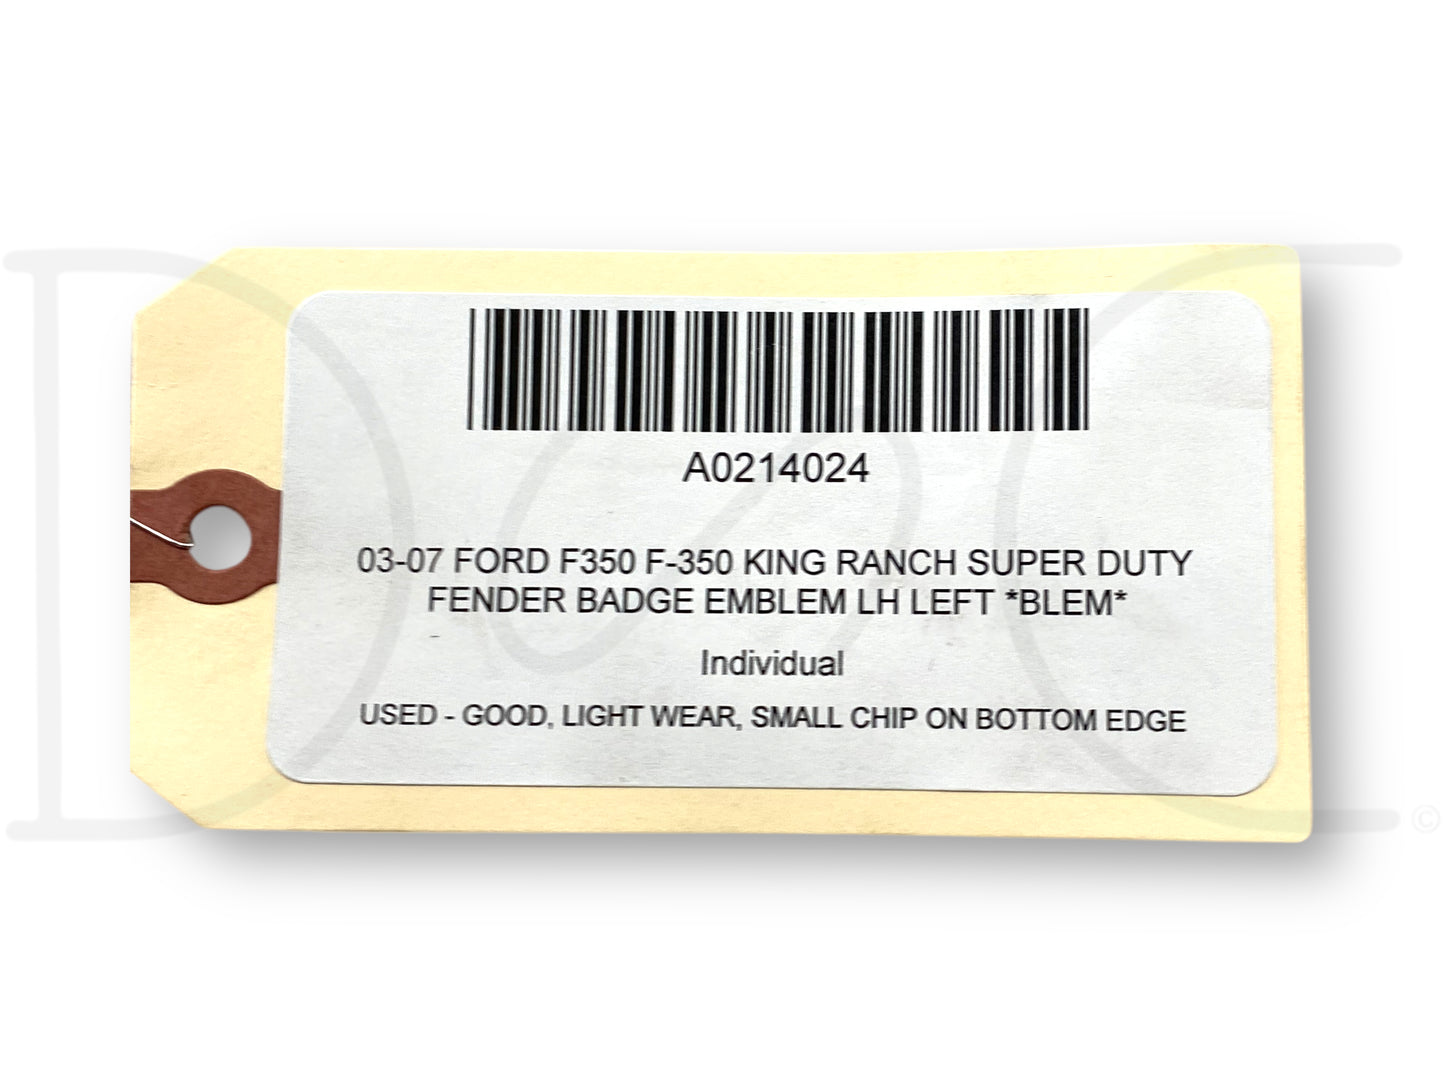 A0214024
03-07 FORD F350 F-350 KING RANCH SUPER DUTY
FENDER BADGE EMBLEM LH LEFT *BLEM*
Individual
USED - GOOD, LIGHT WEAR, SMALL CHIP ON BOTTOM EDGE
D C ©